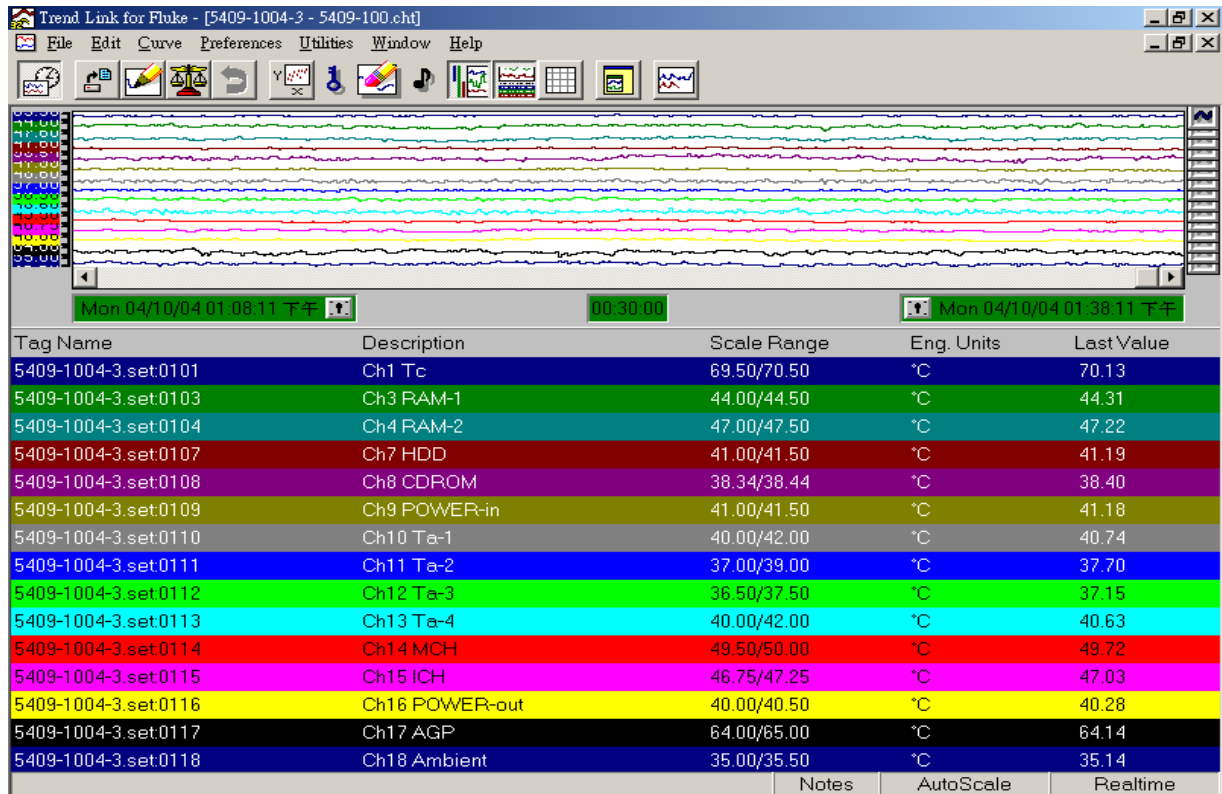 Trend Link for Fluke - [5409-1004-3 - 5409-100.cht]
File Edit Curve Preferences Utilities Window Help
Mon 04/10/04 01:08:11 下午 00:30:00 Mon 04/10/04 01:38:11 下午
Tag Name Description Scale Range Eng. Units Last Value
5409-1004-3.set:0101 Ch1 Tc 69.50/70.50 °C 70.13
5409-1004-3.set:0103 Ch3 RAM-1 44.00/44.50 °C 44.31
5409-1004-3.set:0104 Ch4 RAM-2 47.00/47.50 °C 47.22
5409-1004-3.set:0107 Ch7 HDD 41.00/41.50 °C 41.19
5409-1004-3.set:0108 Ch8 CDROM 38.34/38.44 °C 38.40
5409-1004-3.set:0109 Ch9 POWER-in 41.00/41.50 °C 41.18
5409-1004-3.set:0110 Ch10 Ta-1 40.00/42.00 °C 40.74
5409-1004-3.set:0111 Ch11 Ta-2 37.00/39.00 °C 37.70
5409-1004-3.set:0112 Ch12 Ta-3 36.50/37.50 °C 37.15
5409-1004-3.set:0113 Ch13 Ta-4 40.00/42.00 °C 40.63
5409-1004-3.set:0114 Ch14 MCH 49.50/50.00 °C 49.72
5409-1004-3.set:0115 Ch15 ICH 46.75/47.25 °C 47.03
5409-1004-3.set:0116 Ch16 POWER-out 40.00/40.50 °C 40.28
5409-1004-3.set:0117 Ch17 AGP 64.00/65.00 °C 64.14
5409-1004-3.set:0118 Ch18 Ambient 35.00/35.50 °C 35.14
Notes AutoScale Realtime